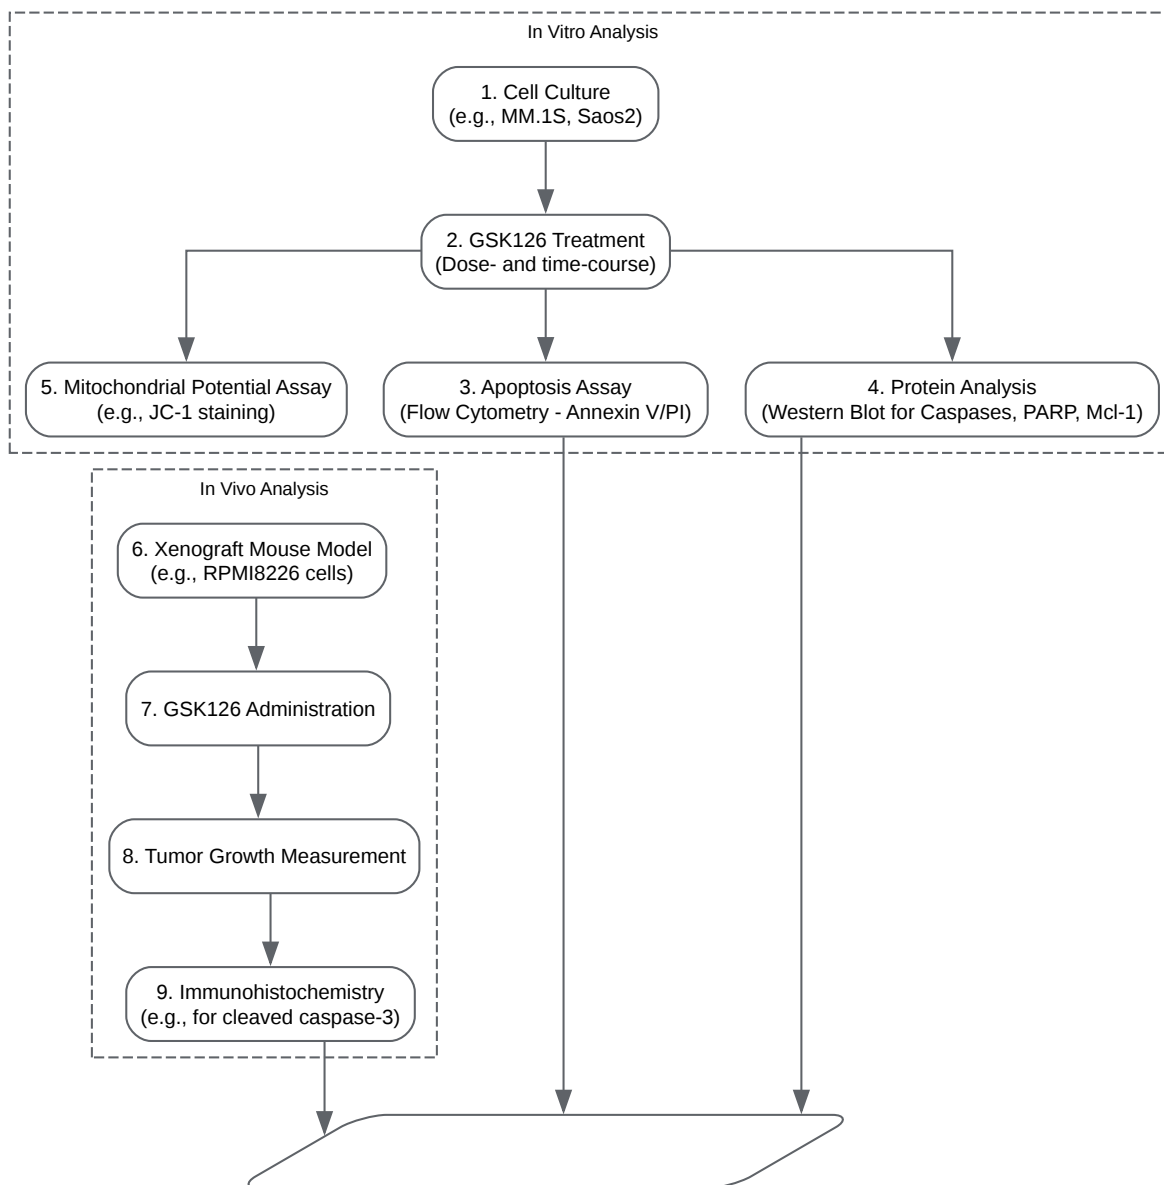 In Vitro Analysis
1. Cell Culture
(e.g., MM.1S, Saos2)
2. GSK126 Treatment
(Dose- and time-course)
5. Mitochondrial Potential Assay
(e.g., JC-1 staining)
3. Apoptosis Assay
(Flow Cytometry - Annexin V/PI)
4. Protein Analysis
(Western Blot for Caspases, PARP, Mcl-1)
In Vivo Analysis
6. Xenograft Mouse Model
(e.g., RPMI8226 cells)
7. GSK126 Administration
8. Tumor Growth Measurement
9. Immunohistochemistry
(e.g., for cleaved caspase-3)